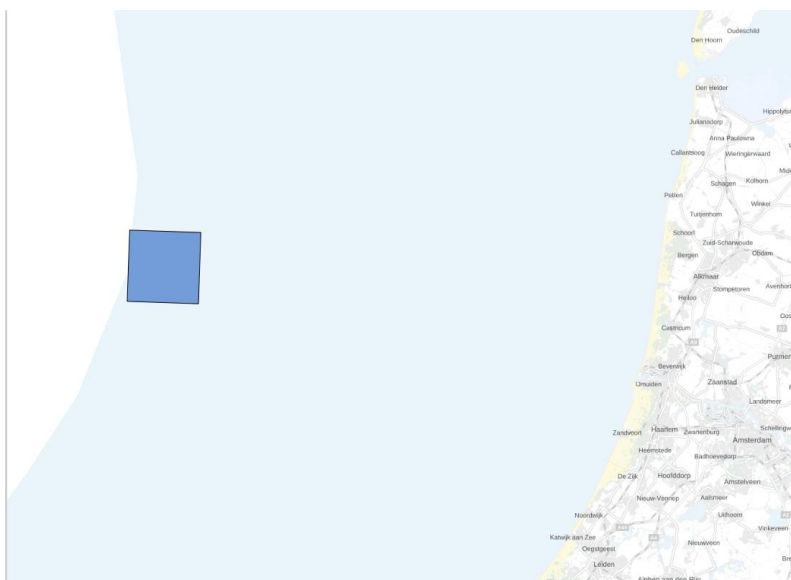 Oudeschild
Den Hoorn
Den Helder
Julianadorp
Anna Paulowna
Callantsoog
Wieringerwaard
Schagen
Kolhorn
Petten
Winkel
Tuitjenhorn
Schoorl
Zuid-Scharwoude
Bergen
Obdam
Alkmaar
Stompetoren
Heiloo
Castricum
Beverwijk
IJmuiden
Zaanstad
Landsmeer
Zandvoort
Haarlem
Zwanenburg
Amsterdam
Heemstede
Badhoevedorp
De Zilk
Hoofddorp
Amstelveen
Nieuw-Vennep
Aalsmeer
Noordwijk
Uithoorn
Vinkeveen
Katwijk aan Zee
Nieuwveen
Oegstgeest
Leiden